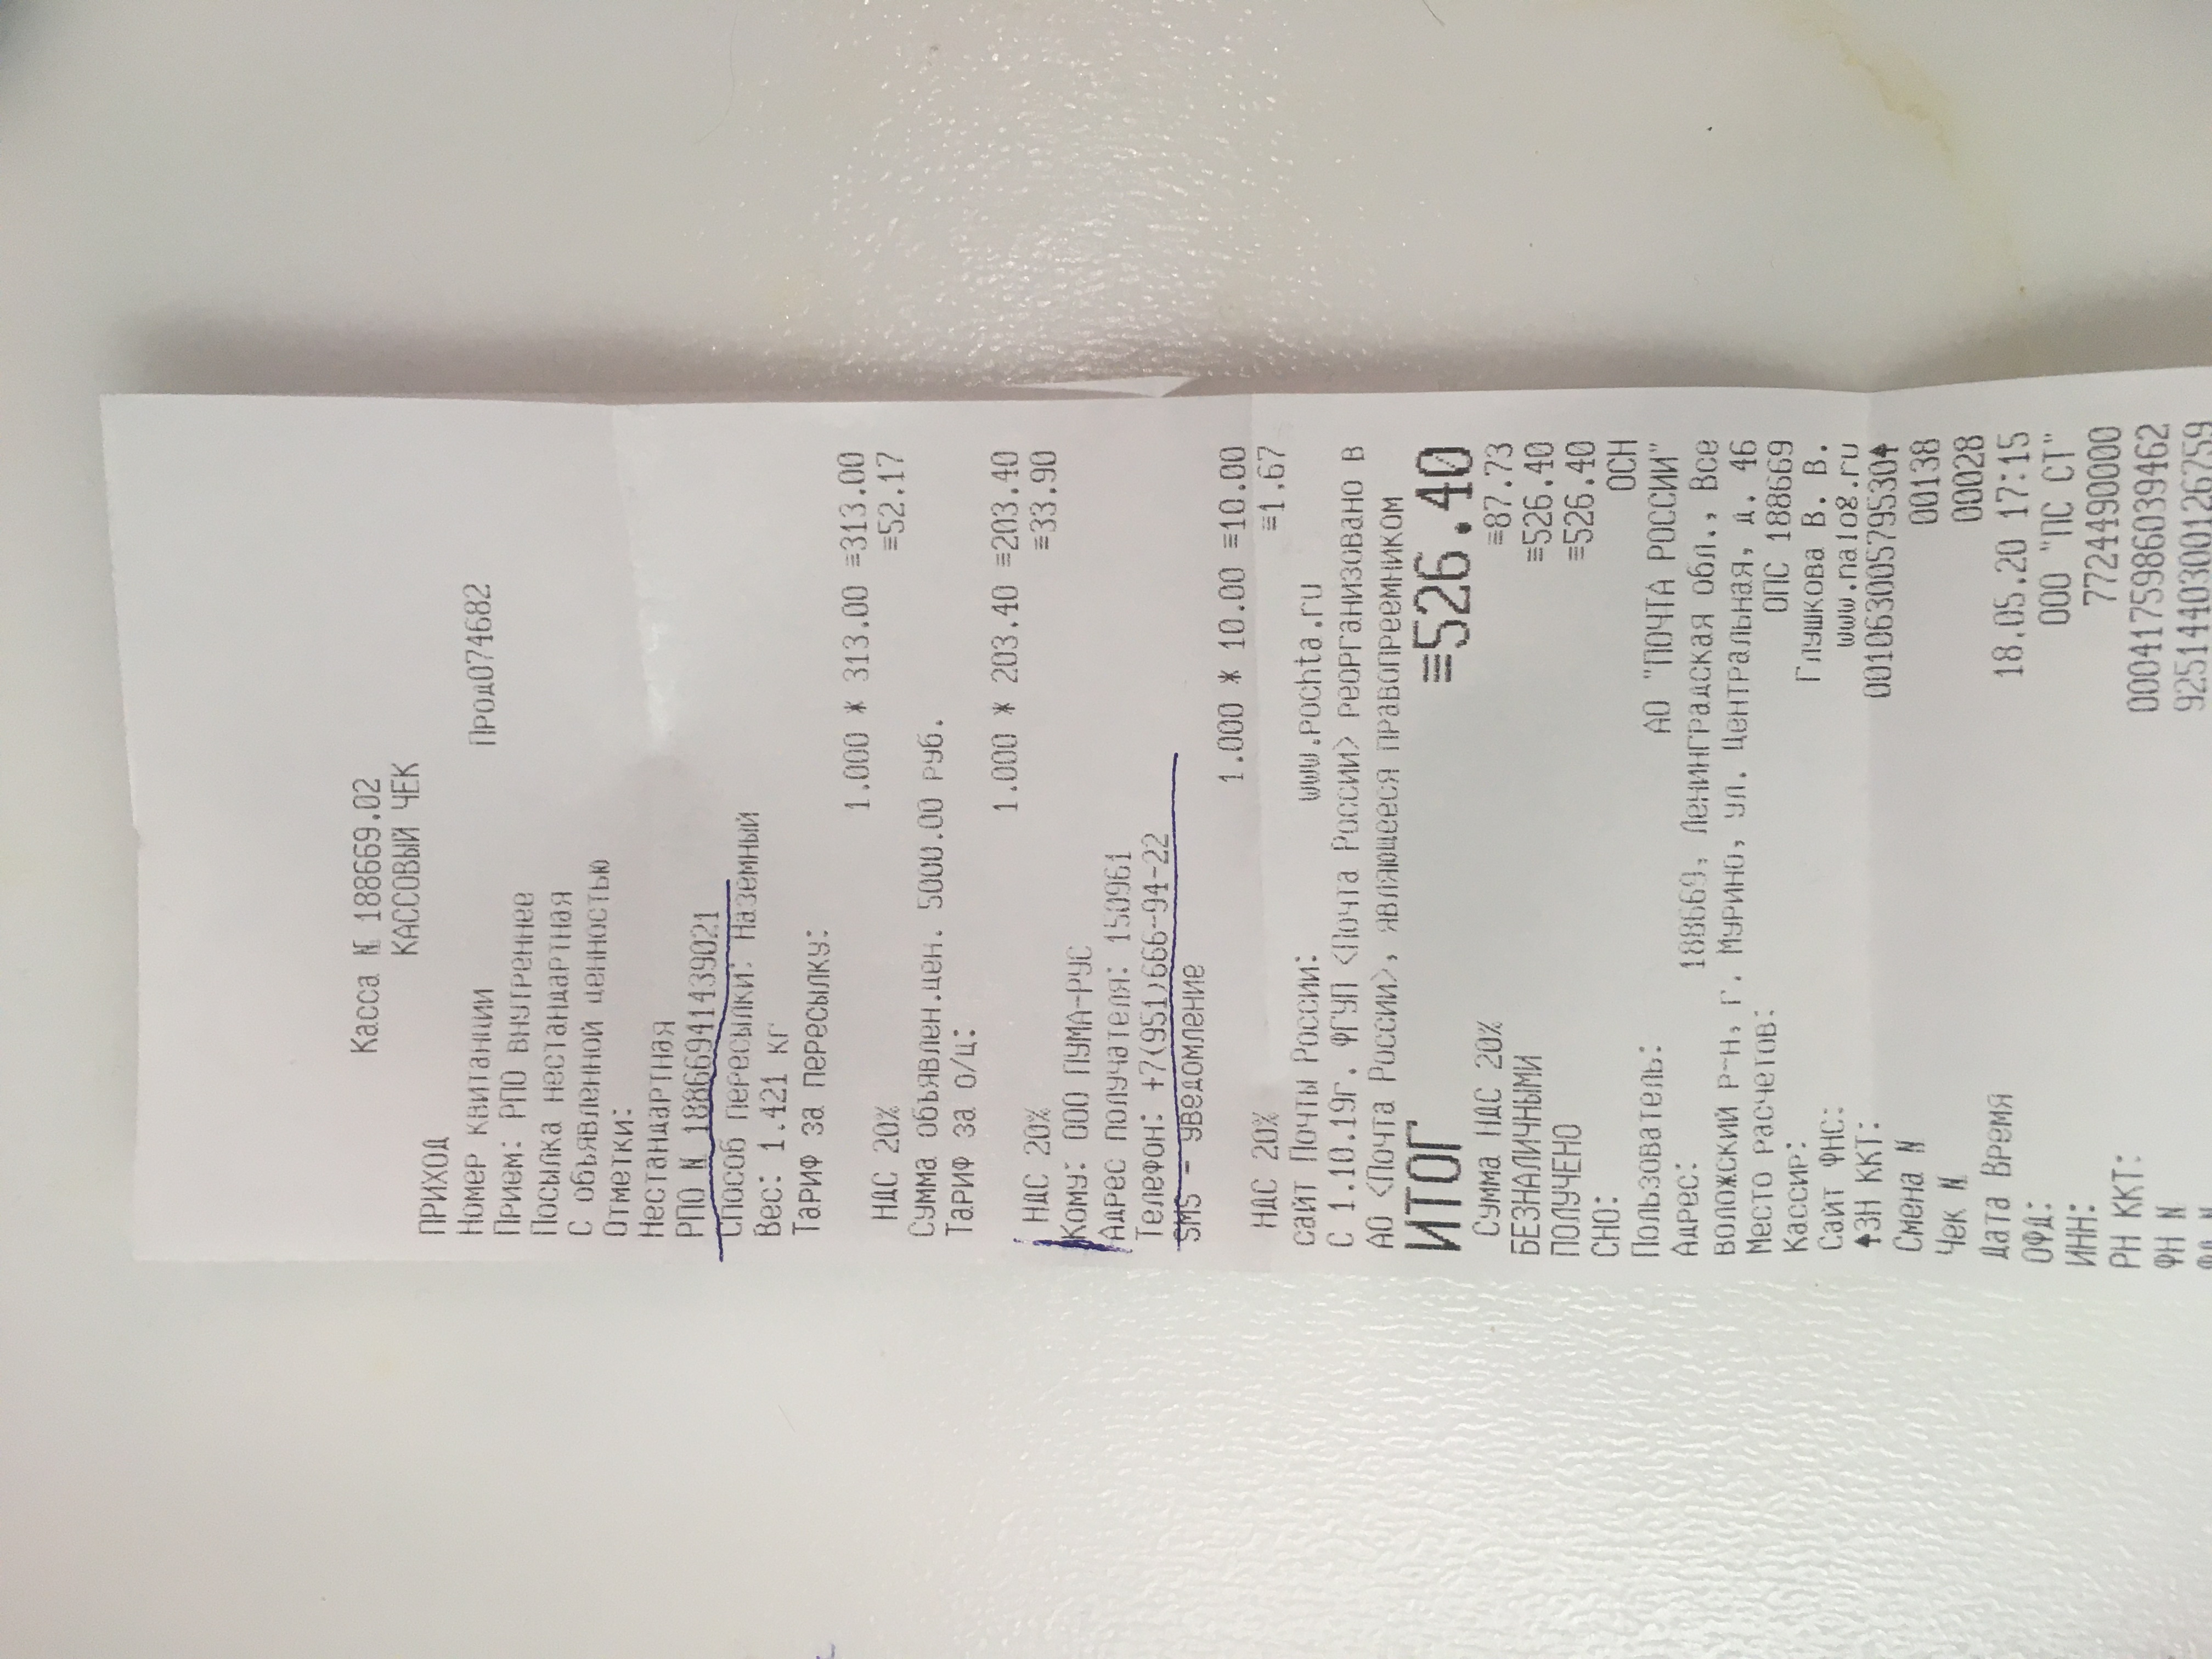 Касса N 188669.02
КАССОВЫЙ ЧЕК
ПРИХОД
Номер квитанции Прод074682
Прием: РПО внутреннее
Посылка нестандартная
С объявленной ценностью
Отметки:
Нестандартная
РПО N 18866941439021
Способ пересылки: Наземный
Вес: 1.421 кг
Тариф за пересылку:
1.000 * 313.00 ≡313.00
НДС 20% ≡52.17
Сумма объявлен.цен. 5000.00 руб.
Тариф за о/ц:
1.000 * 203.40 ≡203.40
НДС 20% ≡33.90
Кому: ООО ПУМА-РУС
Адрес получателя: 150961
Телефон: +7(951)666-94-22
SMS - уведомление
1.000 * 10.00 ≡10.00
НДС 20% ≡1.67
сайт Почты России: www.pochta.ru
С 1.10.19г. ФГУП <Почта России> реорганизовано в
АО <Почта России>, являющееся правопреемником
ИТОГ ≡526.40
Сумма НДС 20% ≡87.73
БЕЗНАЛИЧНЫМИ ≡526.40
ПОЛУЧЕНО ≡526.40
СНО: ОСН
Пользователь: АО "ПОЧТА РОССИИ"
Адрес: 188669, Ленинградская обл., Все
воложский р-н, г. Мурино, ул. Центральная, д. 46
Место расчетов: ОПС 188669
Кассир: Глушкова В. В.
Сайт ФНС: www.nalog.ru
↑ЗН ККТ: 00106300579530↑
Смена N 00138
Чек N 00028
Дата Время 18.05.20 17:15
ОФД: ООО "ПС СТ"
ИНН: 7724490000
РН ККТ: 0004175986039462
ФН N 9251440300126759